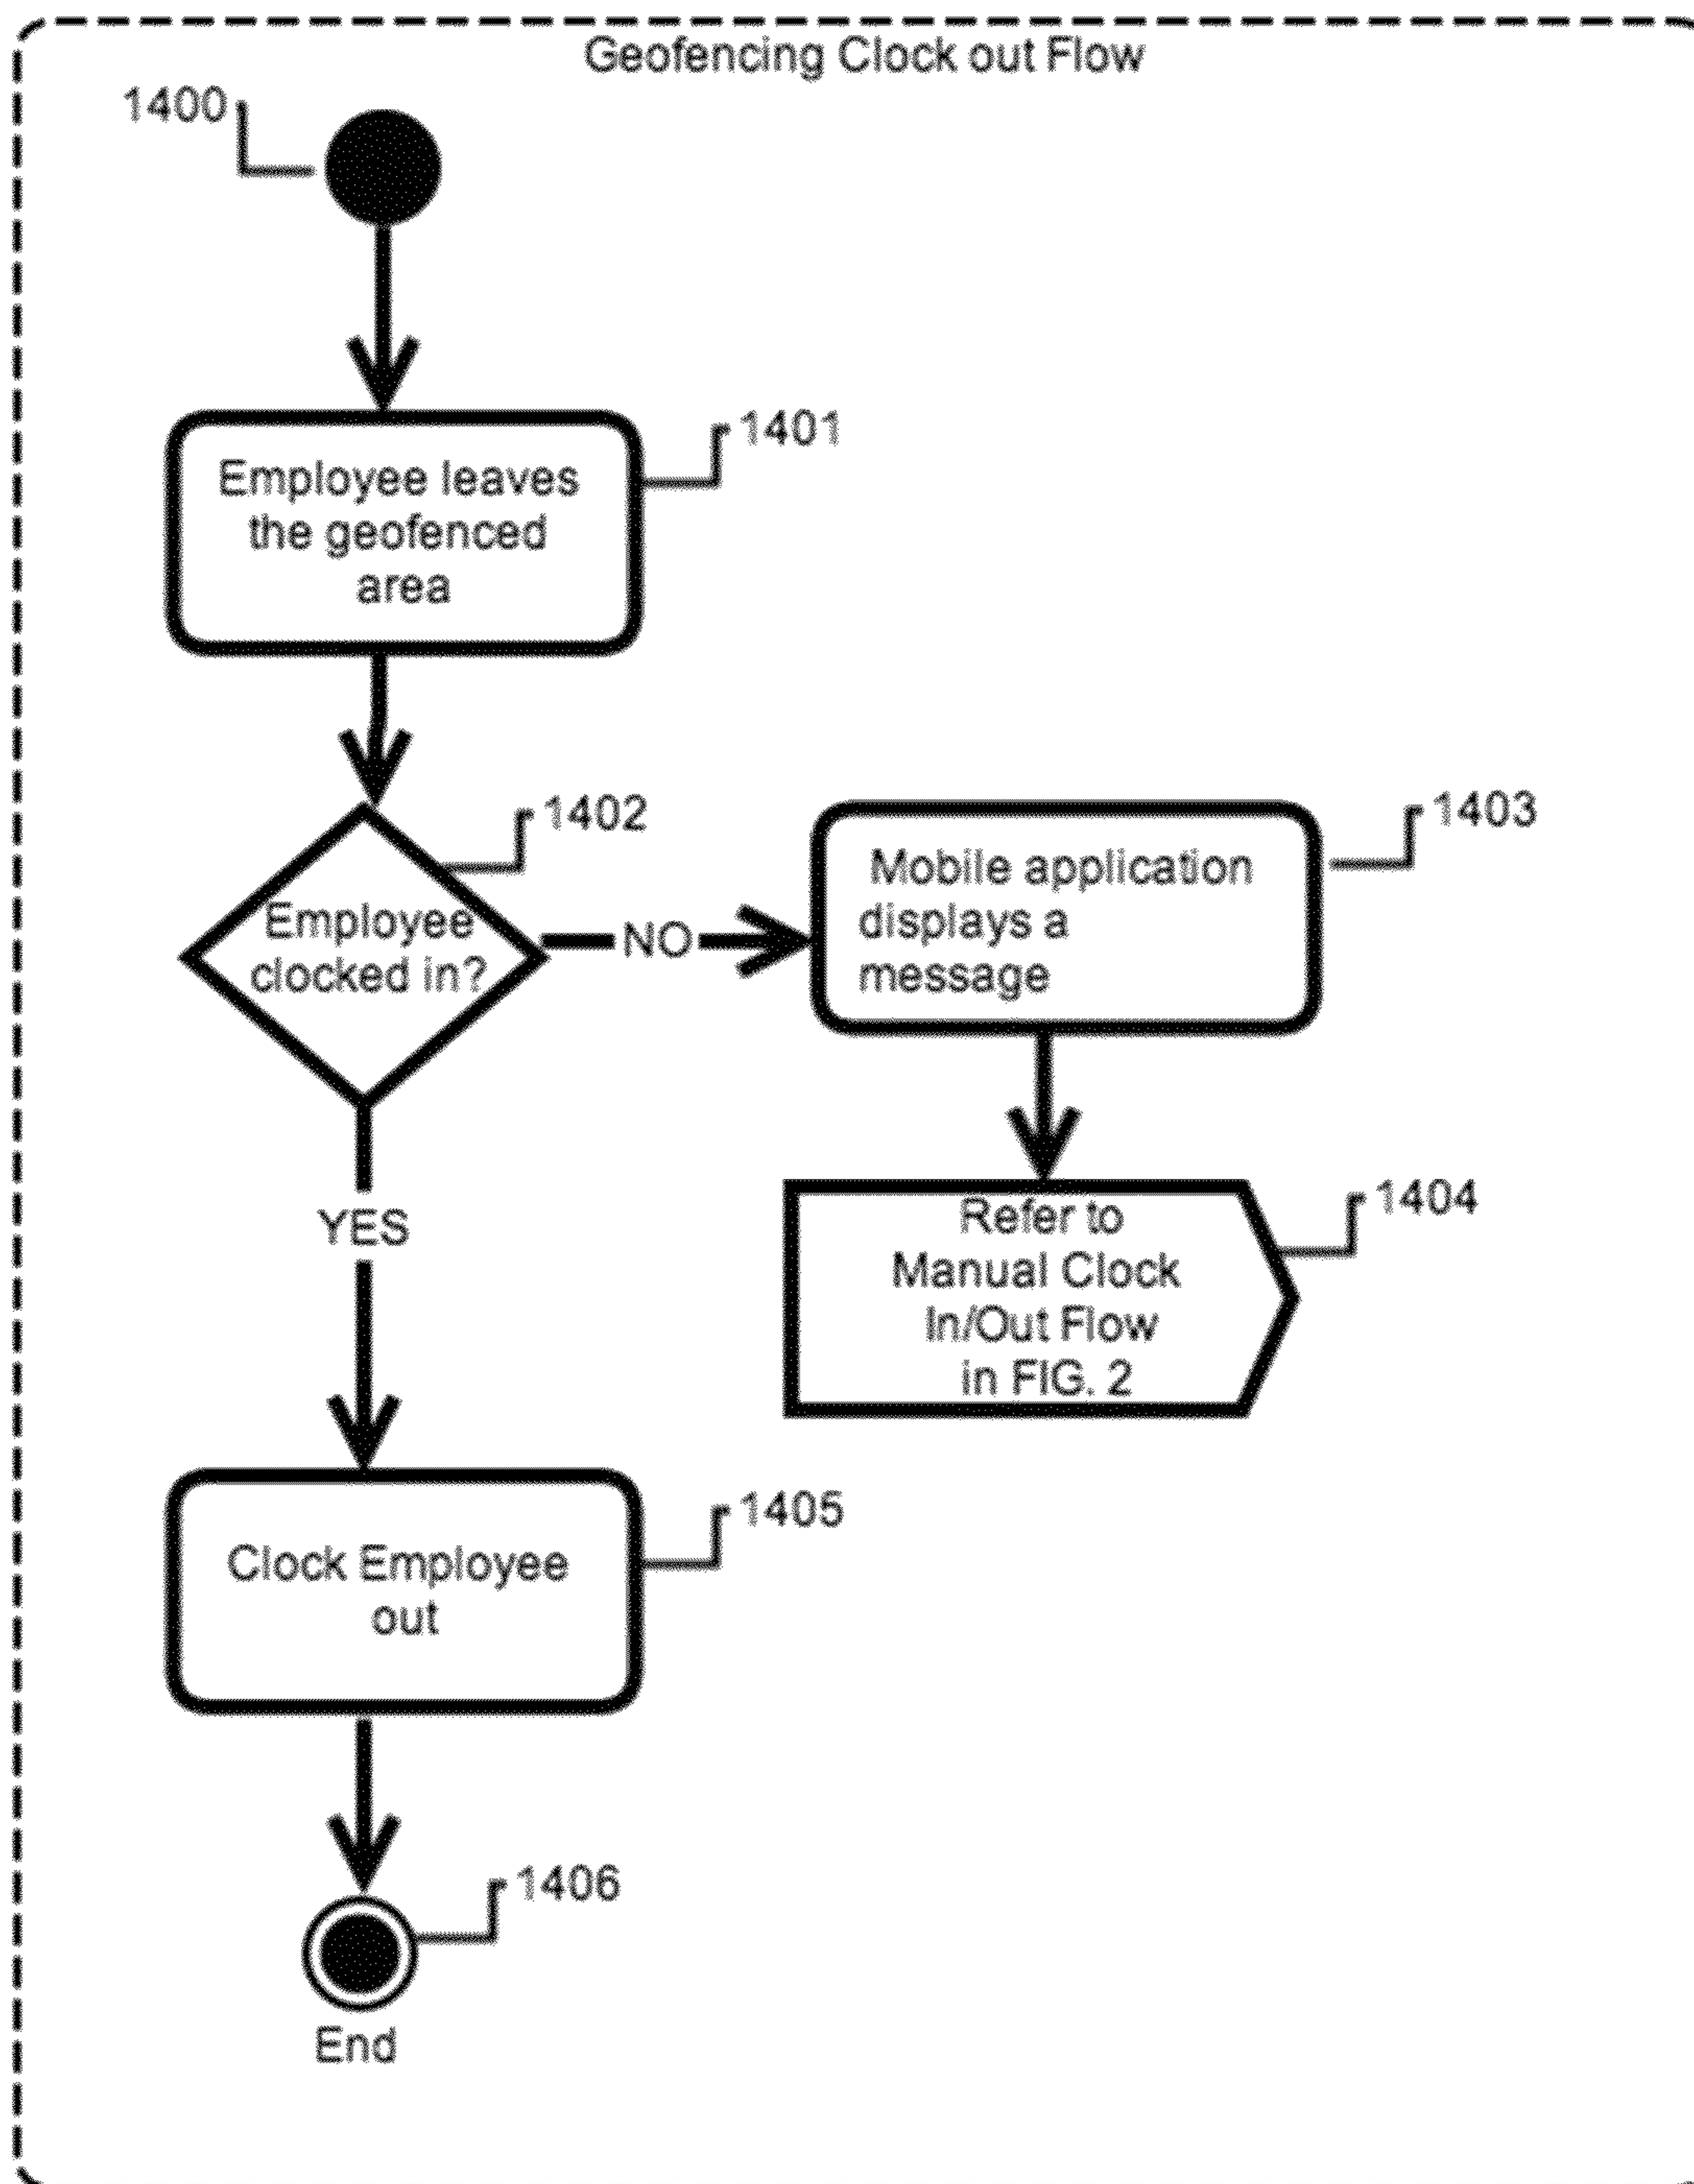 Geofencing Clock out Flow
1400
1401
Employee leaves
the geofenced
area
1402
1403
Employee
clocked in?
NO
Mobile application
displays a
message
YES
1404
Refer to
Manual Clock
In/Out Flow
in FIG. 2
1405
Clock Employee
out
1406
End